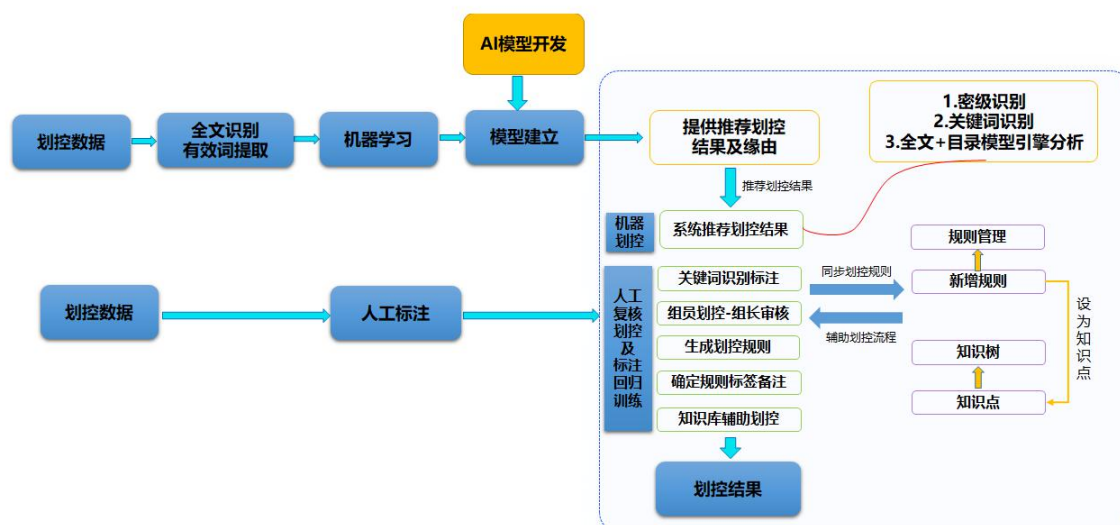 AI模型开发
划控数据
全文识别
有效词提取
机器学习
模型建立
提供推荐划控
结果及缘由
1.密级识别
2.关键词识别
3.全文+目录模型引擎分析
推荐划控结果
机器
划控
系统推荐划控结果
划控数据
人工标注
人工
复核
划控
及
标注
回归
训练
关键词识别标注
组员划控-组长审核
生成划控规则
确定规则标签备注
知识库辅助划控
同步划控规则
辅助划控流程
规则管理
新增规则
知识树
知识点
设为知识点
划控结果